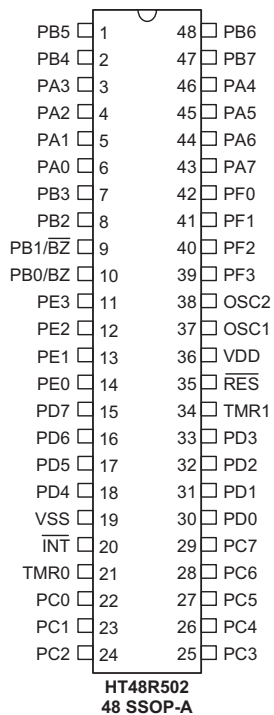 PB5 1 48 PB6
PB4 2 47 PB7
PA3 3 46 PA4
PA2 4 45 PA5
PA1 5 44 PA6
PA0 6 43 PA7
PB3 7 42 PF0
PB2 8 41 PF1
PB1/B̅Z̅ 9 40 PF2
PB0/BZ 10 39 PF3
PE3 11 38 OSC2
PE2 12 37 OSC1
PE1 13 36 VDD
PE0 14 35 R̅E̅S̅
PD7 15 34 TMR1
PD6 16 33 PD3
PD5 17 32 PD2
PD4 18 31 PD1
VSS 19 30 PD0
I̅N̅T̅ 20 29 PC7
TMR0 21 28 PC6
PC0 22 27 PC5
PC1 23 26 PC4
PC2 24 25 PC3
HT48R502
48 SSOP-A